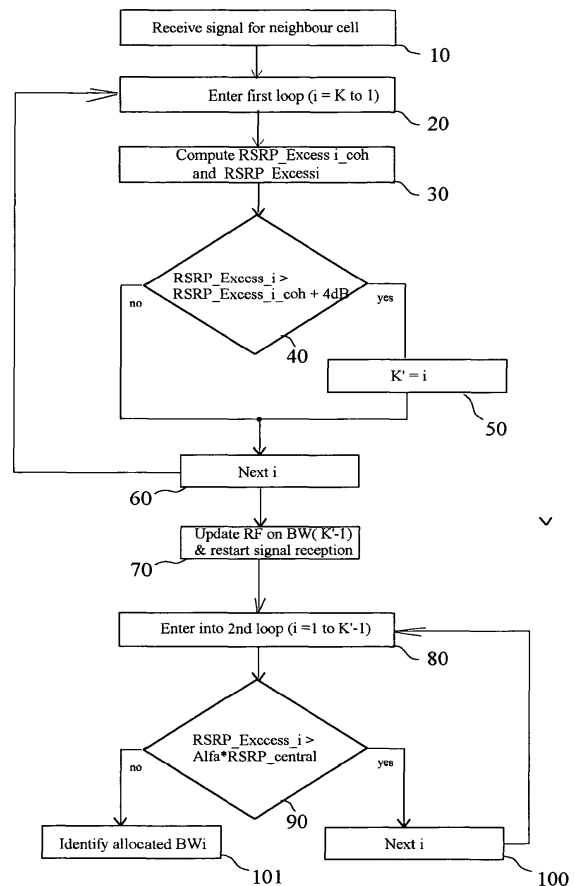 Receive signal for neighbour cell
10
Enter first loop (i = K to 1)
20
Compute RSRP_Excess i_coh
and RSRP_Excessi
30
RSRP_Excess_i >
RSRP_Excess_i_coh + 4dB
no
yes
40
K' = i
50
Next i
60
Update RF on BW( K'-1)
& restart signal reception
70
Enter into 2nd loop (i =1 to K'-1)
80
RSRP_Exccess_i >
Alfa*RSRP_central
no
yes
90
Identify allocated BWi
101
Next i
100